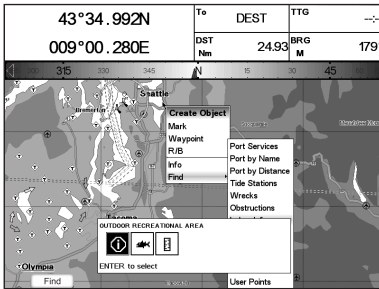 43°34.992N
To
DEST
TTG
--:-
009°00.280E
DST
Nm
24.93
BRG
M
179
300 315 330 345 N 15 30 45
Seattle
Bremerton
Create Object
Mark
Waypoint
R/B
Info
Find
Port Services
Port by Name
Port by Distance
Tide Stations
Wrecks
Obstructions
Tacoma
OUTDOOR RECREATIONAL AREA
ENTER to select
Olympia
Find
User Points